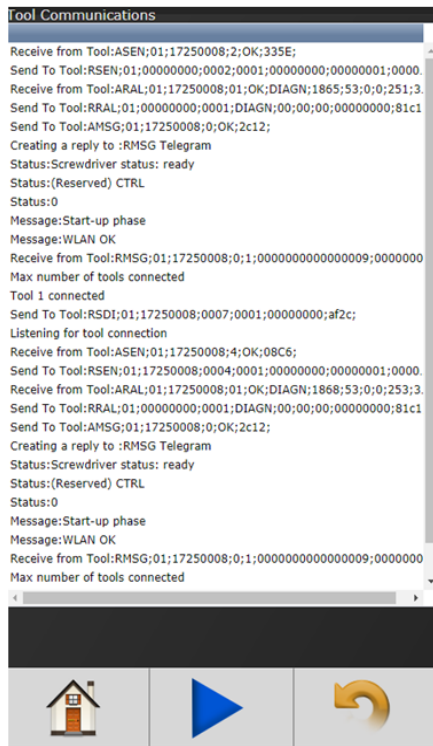 Tool Communications
Receive from Tool:ASEN;01;17250008;2;OK;335E;
Send To Tool:RSEN;01;00000000;0002;0001;00000000;00000001;0000.
Receive from Tool:ARAL;01;17250008;01;OK;DIAGN;1865;53;0;0;251;3.
Send To Tool:RRAL;01;00000000;0001;DIAGN;00;00;00;00000000;81c1
Send To Tool:AMSG;01;17250008;0;OK;2c12;
Creating a reply to :RMSG Telegram
Status:Screwdriver status: ready
Status:(Reserved) CTRL
Status:0
Message:Start-up phase
Message:WLAN OK
Receive from Tool:RMSG;01;17250008;0;1;0000000000000009;0000000
Max number of tools connected
Tool 1 connected
Send To Tool:RSDI;01;17250008;0007;0001;00000000;af2c;
Listening for tool connection
Receive from Tool:ASEN;01;17250008;4;OK;08C6;
Send To Tool:RSEN;01;17250008;0004;0001;00000000;00000001;0000.
Receive from Tool:ARAL;01;17250008;01;OK;DIAGN;1868;53;0;0;253;3.
Send To Tool:RRAL;01;00000000;0001;DIAGN;00;00;00;00000000;81c1
Send To Tool:AMSG;01;17250008;0;OK;2c12;
Creating a reply to :RMSG Telegram
Status:Screwdriver status: ready
Status:(Reserved) CTRL
Status:0
Message:Start-up phase
Message:WLAN OK
Receive from Tool:RMSG;01;17250008;0;1;0000000000000009;0000000
Max number of tools connected